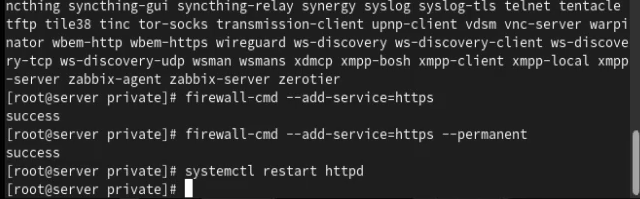 ncthing syncthing-gui syncthing-relay synergy syslog syslog-tls telnet tentacle
tftp tile38 tinc tor-socks transmission-client upnp-client vdsm vnc-server warpi
nator wbem-http wbem-https wireguard ws-discovery ws-discovery-client ws-discove
ry-tcp ws-discovery-udp wsman wsmans xdmcp xmpp-bosh xmpp-client xmpp-local xmpp
-server zabbix-agent zabbix-server zerotier
[root@server private]# firewall-cmd --add-service=https
success
[root@server private]# firewall-cmd --add-service=https --permanent
success
[root@server private]# systemctl restart httpd
[root@server private]#